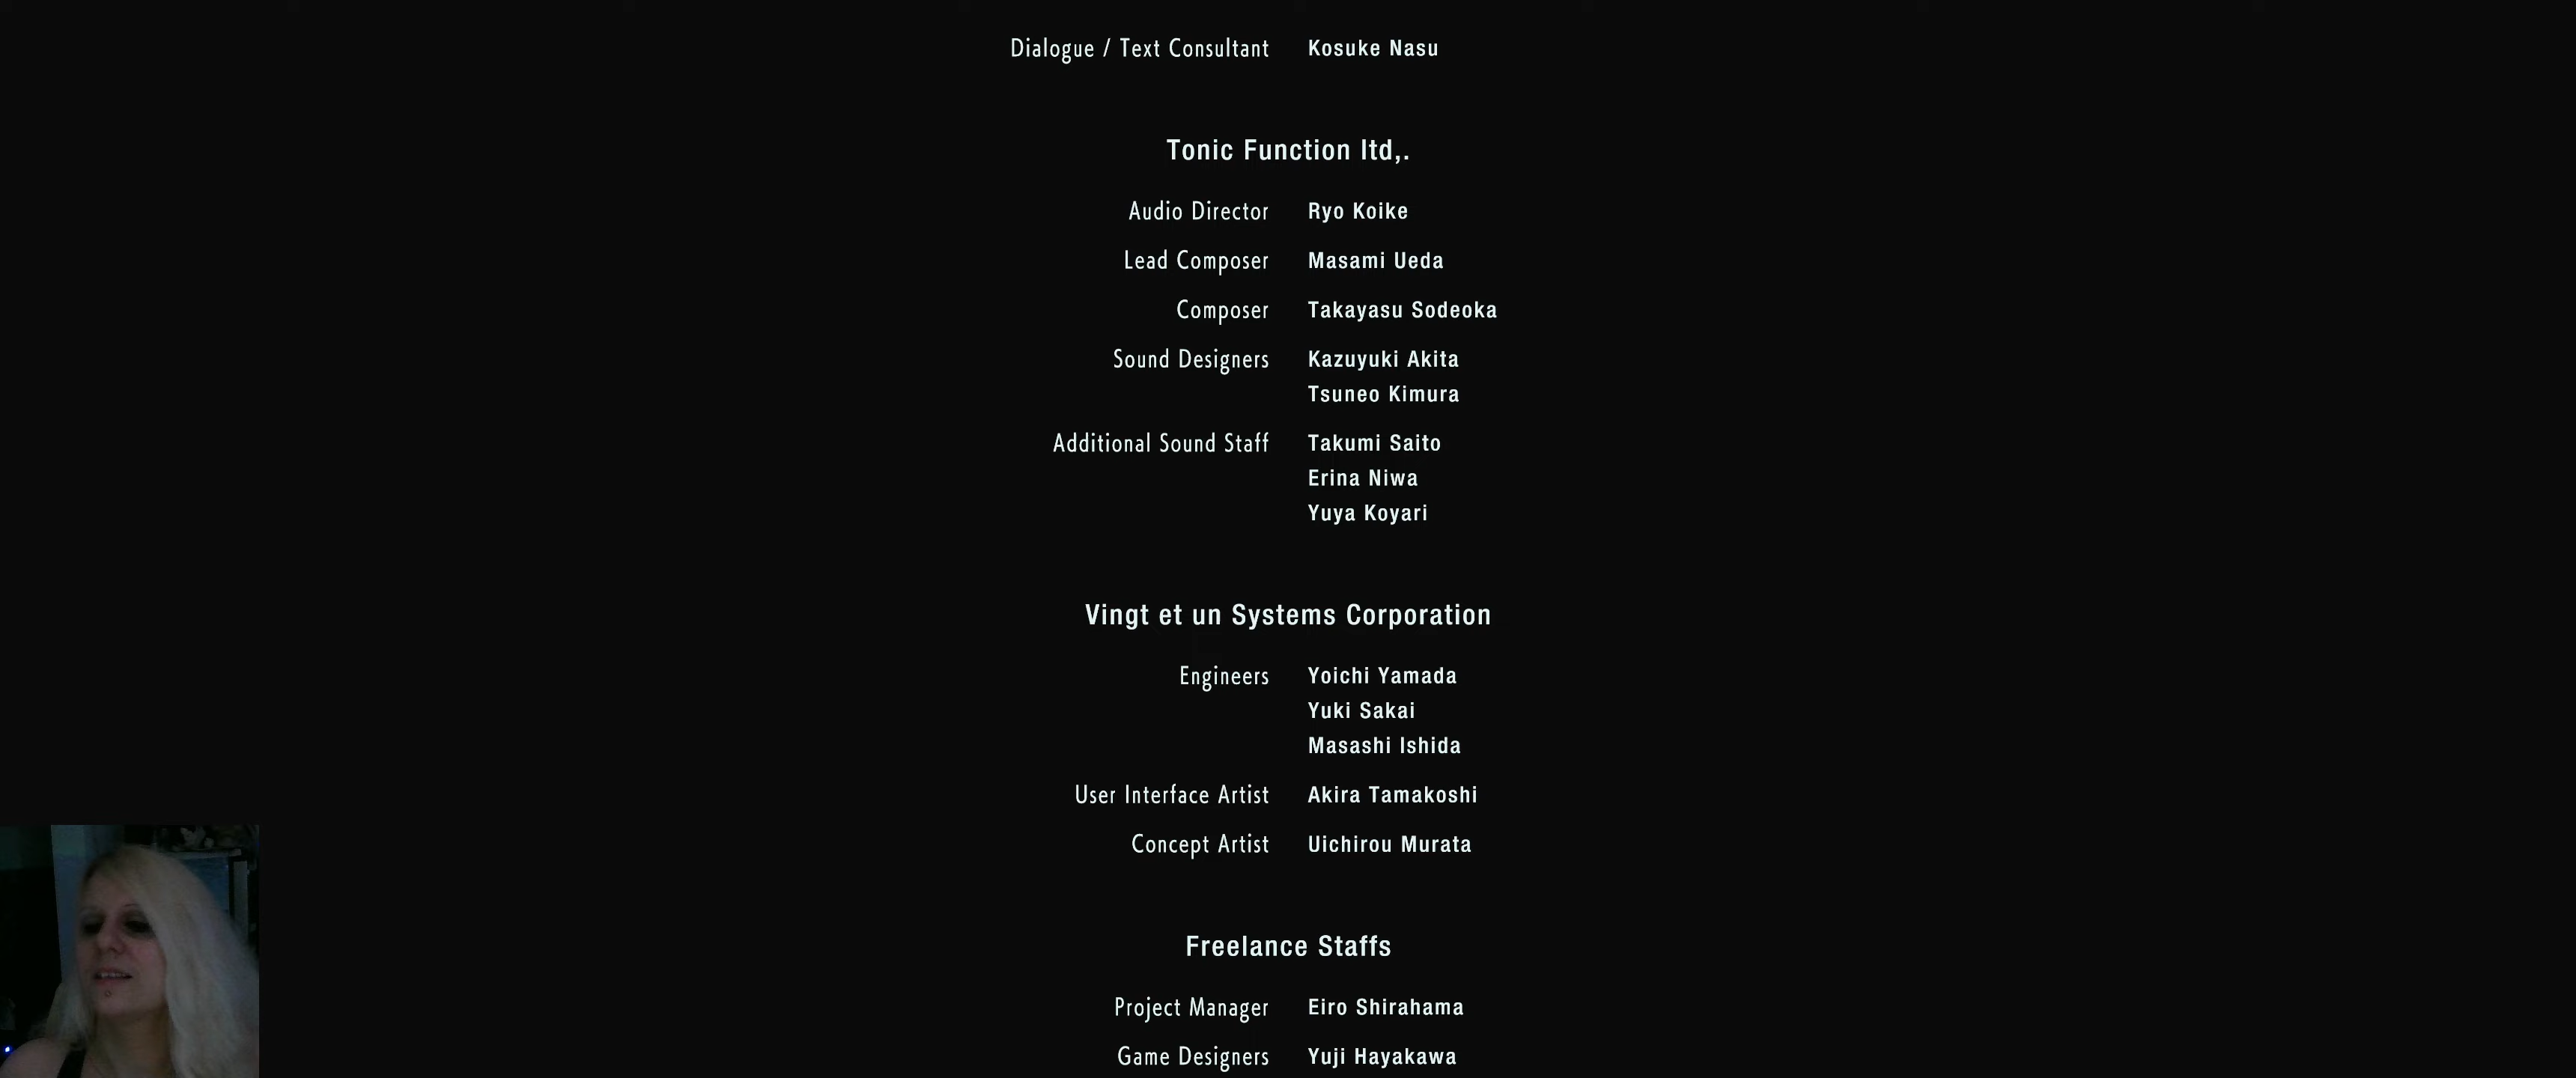 Dialogue / Text Consultant Kosuke Nasu
Tonic Function ltd,.
Audio Director Ryo Koike
Lead Composer Masami Ueda
Composer Takayasu Sodeoka
Sound Designers Kazuyuki Akita
Tsuneo Kimura
Additional Sound Staff Takumi Saito
Erina Niwa
Yuya Koyari
Vingt et un Systems Corporation
Engineers Yoichi Yamada
Yuki Sakai
Masashi Ishida
User Interface Artist Akira Tamakoshi
Concept Artist Uichirou Murata
Freelance Staffs
Project Manager Eiro Shirahama
Game Designers Yuji Hayakawa